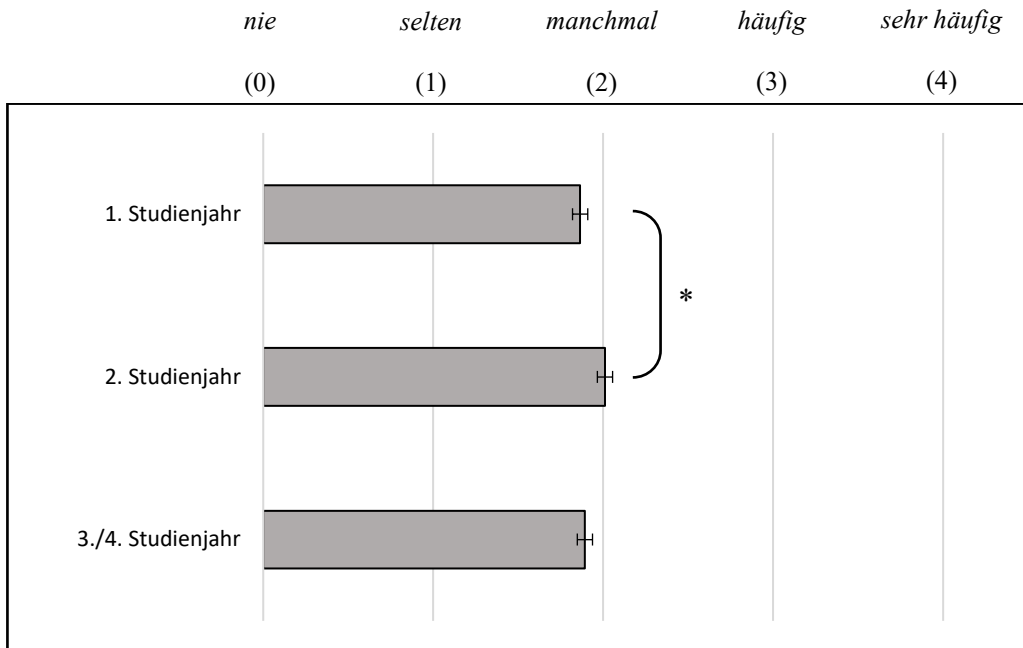 nie selten manchmal häufig sehr häufig
(0) (1) (2) (3) (4)
1. Studienjahr
*
2. Studienjahr
3./4. Studienjahr